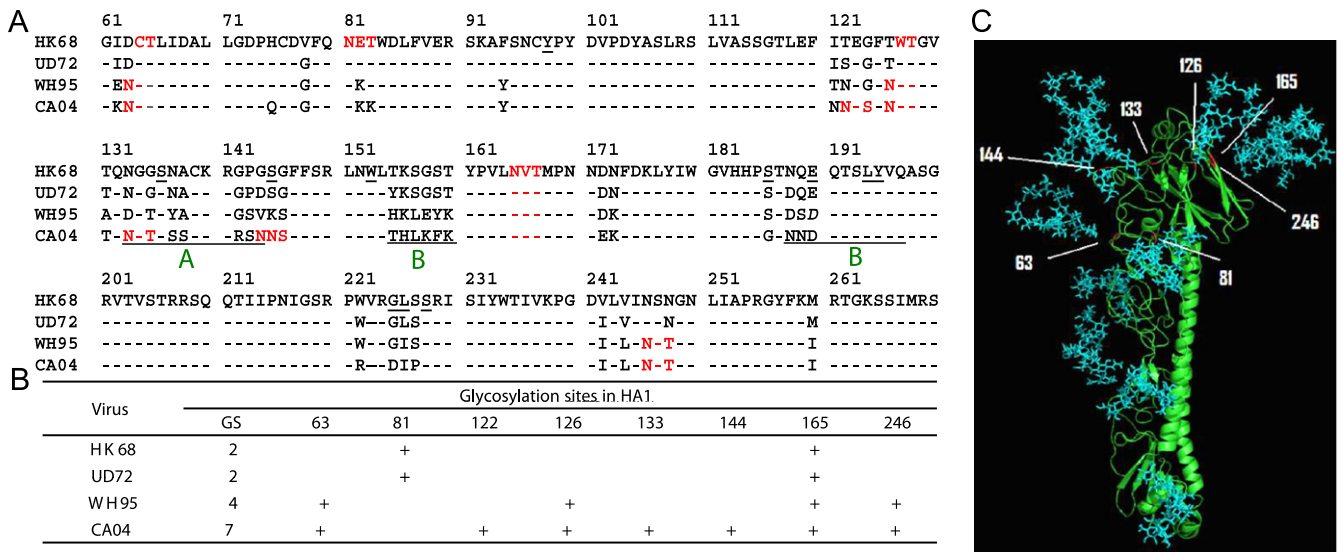 A
61 71 81 91 101 111 121
HK68 GIDCTLIDAL LGDPHCDVFQ NETWDLFVER SKAFSNCYPY DVPDYASLRS LVASSGTLEF ITEGFTWTGV
UD72 -ID------- ------G--- ---------- ---------- ---------- ---------- IS-G-T----
WH95 -EN------- ------G--- -K-------- ---Y------ ---------- ---------- TN-G-N----
CA04 -KN------- ---Q--G--- -KK------- ---Y------ ---------- ---------- NN-S-N----
131 141 151 161 171 181 191
HK68 TQNGGSNACK RGPGSGFFSR LNWLTKSGST YPVLNVTMPN NDNFDKLYIW GVHHPSTNQE QTSLYVQASG
UD72 T-N-G-NA-- --GPDSG--- ----YKSGS- ---------- -DN------- -----S-DQE ----------
WH95 A-D-T-YA-- --GSVKS--- ----HKLEYK ---------- -DK------- -----S-DSD ----------
CA04 T-N-T-SS-- --RSNNS--- ----THLKFK ---------- -EK------- -----G-NND ----------
A B B
201 211 221 231 241 251 261
HK68 RVTVSTRRSQ QTIIPNIGSR PWVRGLSSRI SIYWTIVKPG DVLVINSNGN LIAPRGYFKM RTGKSSIMRS
UD72 ---------- ---------- -W—-GLS--- ---------- -I-V---N-- ---------M ----------
WH95 ---------- ---------- -W--GIS--- ---------- -I-L-N-T-- ---------I ----------
CA04 ---------- ---------- -R—-DIP--- ---------- -I-L-N-T-- ---------I ----------
B
Virus Glycosylation sites in HA1
GS 63 81 122 126 133 144 165 246
HK68 2 + +
UD72 2 + +
WH95 4 + + + +
CA04 7 + + + + + + +
C
126
165
133
144
246
63
81